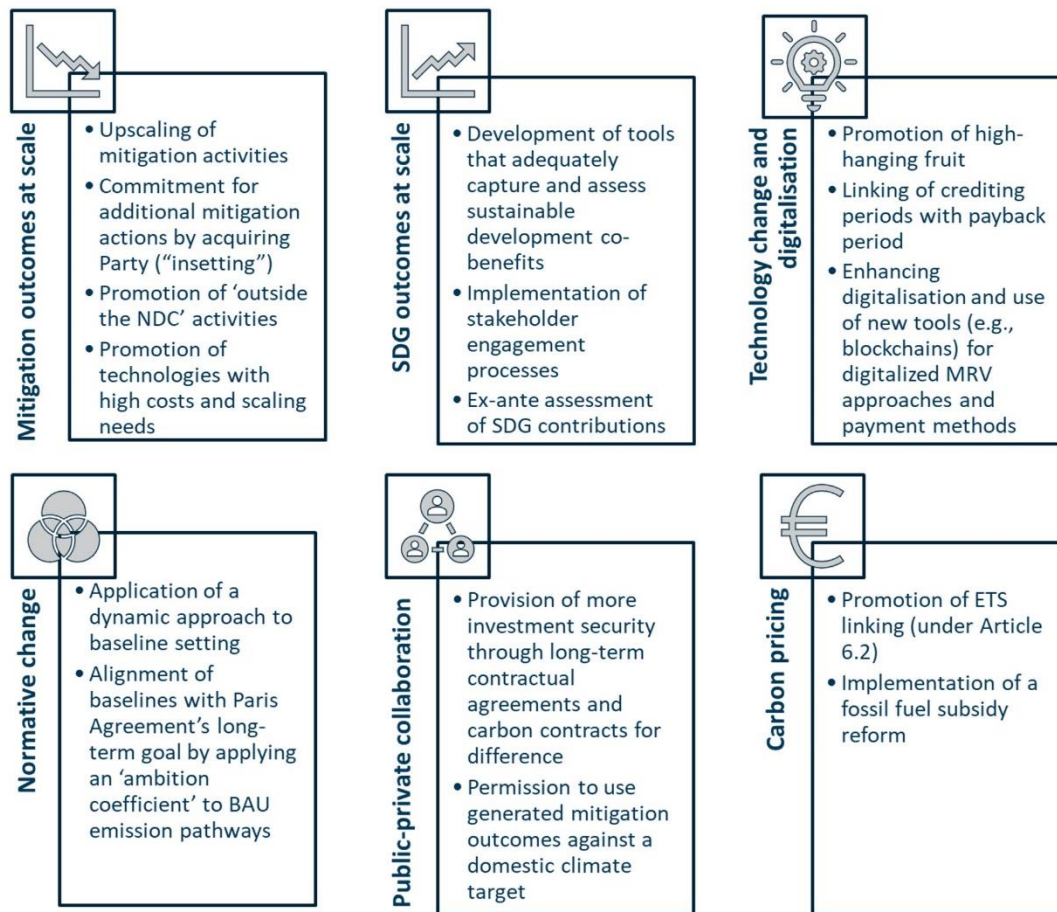 Mitigation outcomes at scale
• Upscaling of
mitigation activities
• Commitment for
additional mitigation
actions by acquiring
Party (“insetting”)
• Promotion of ‘outside
the NDC’ activities
• Promotion of
technologies with
high costs and scaling
needs
SDG outcomes at scale
• Development of tools
that adequately
capture and assess
sustainable
development co-
benefits
• Implementation of
stakeholder
engagement
processes
• Ex-ante assessment
of SDG contributions
Technology change and
digitalisation
• Promotion of high-
hanging fruit
• Linking of crediting
periods with payback
period
• Enhancing
digitalisation and use
of new tools (e.g.,
blockchains) for
digitalized MRV
approaches and
payment methods
Normative change
• Application of a
dynamic approach to
baseline setting
• Alignment of
baselines with Paris
Agreement’s long-
term goal by applying
an ‘ambition
coefficient’ to BAU
emission pathways
Public-private collaboration
• Provision of more
investment security
through long-term
contractual
agreements and
carbon contracts for
difference
• Permission to use
generated mitigation
outcomes against a
domestic climate
target
Carbon pricing
• Promotion of ETS
linking (under Article
6.2)
• Implementation of a
fossil fuel subsidy
reform